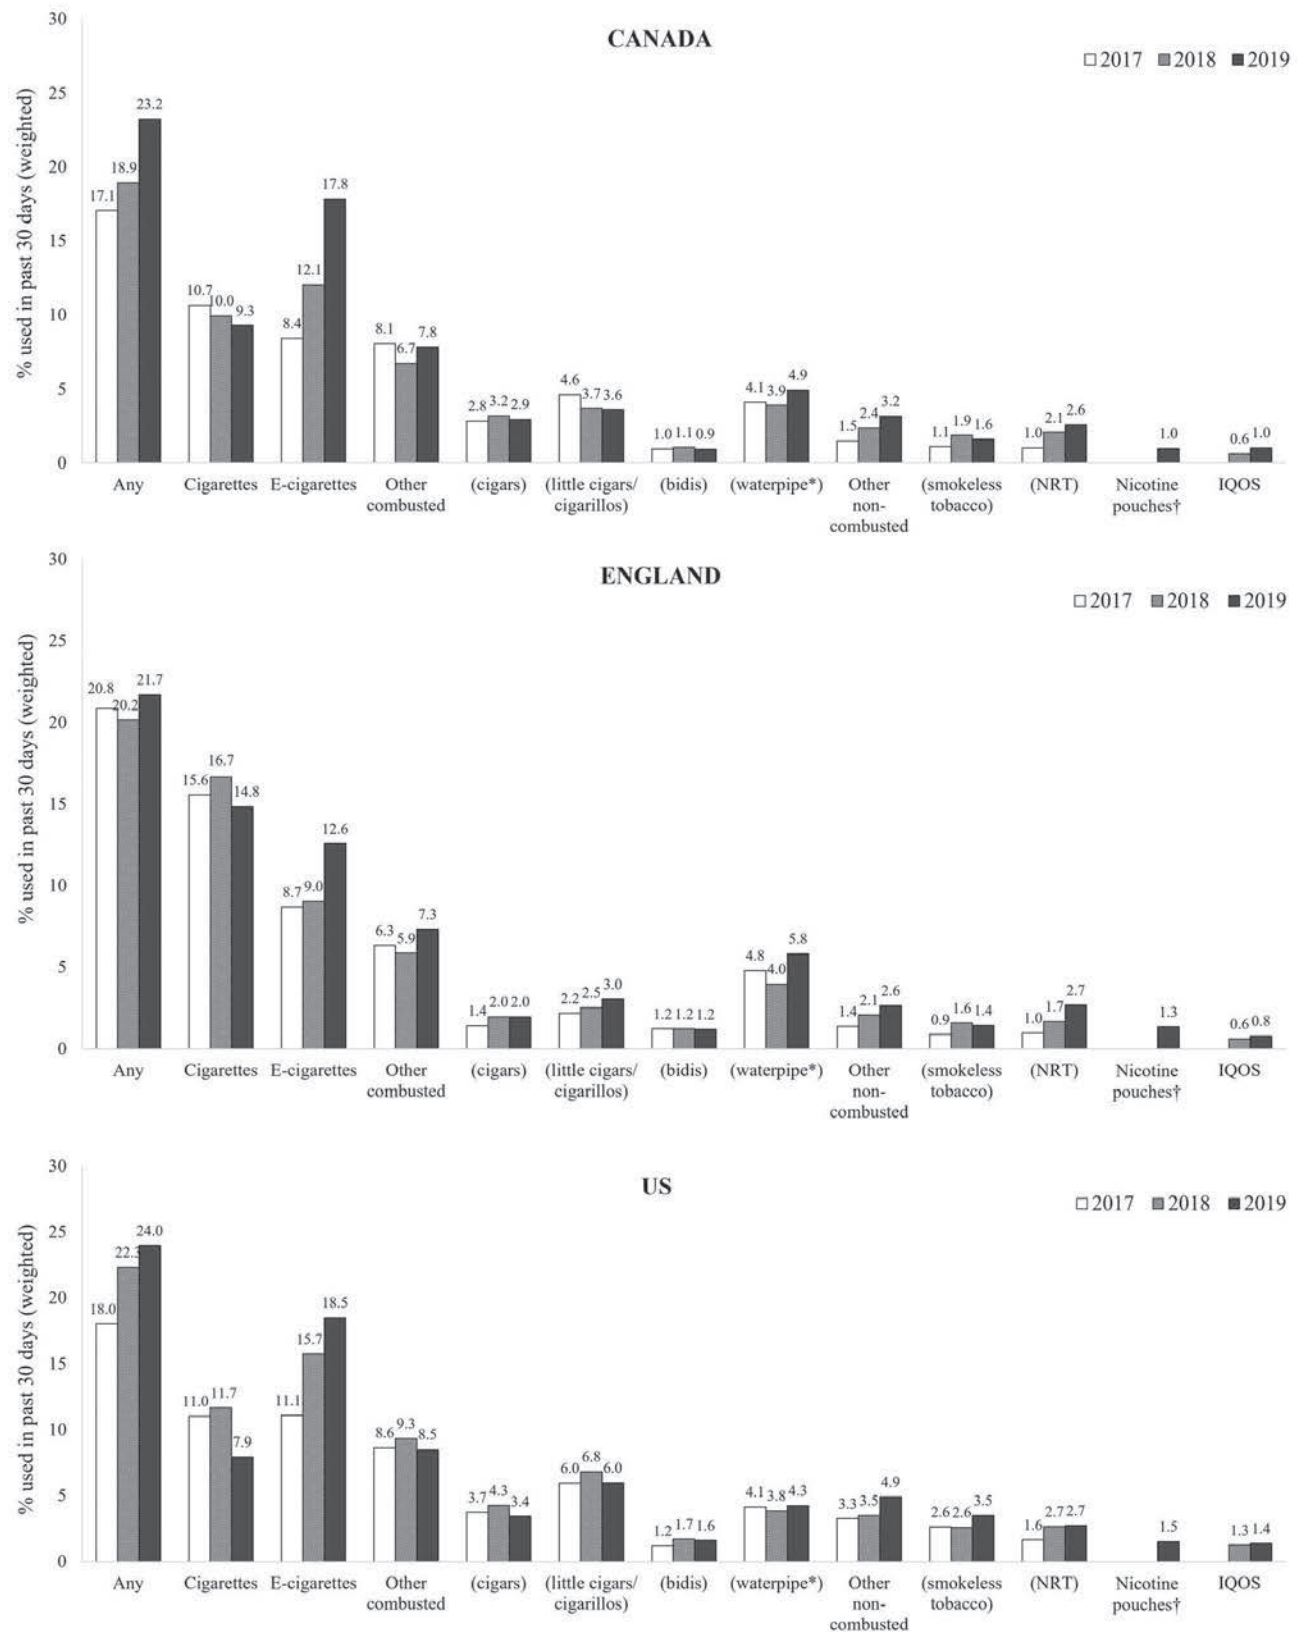 CANADA
2017 2018 2019
% used in past 30 days (weighted)
30
25
20
15
10
5
0
17.1 18.9 23.2
10.7 10.0 9.3
8.4 12.1 17.8
8.1 6.7 7.8
2.8 3.2 2.9
4.6 3.7 3.6
1.0 1.1 0.9
4.1 3.9 4.9
1.5 2.4 3.2
1.1 1.9 1.6
1.0 2.1 2.6
1.0
0.6 1.0
Any Cigarettes E-cigarettes Other (cigars) (little cigars/ (bidis) (waterpipe*) Other (smokeless (NRT) Nicotine IQOS
combusted cigarillos) non- tobacco) pouches†
combusted
ENGLAND
2017 2018 2019
% used in past 30 days (weighted)
30
25
20
15
10
5
0
20.8 20.2 21.7
15.6 16.7 14.8
8.7 9.0 12.6
6.3 5.9 7.3
1.4 2.0 2.0
2.2 2.5 3.0
1.2 1.2 1.2
4.8 4.0 5.8
1.4 2.1 2.6
0.9 1.6 1.4
1.0 1.7 2.7
1.3
0.6 0.8
Any Cigarettes E-cigarettes Other (cigars) (little cigars/ (bidis) (waterpipe*) Other (smokeless (NRT) Nicotine IQOS
combusted cigarillos) non- tobacco) pouches†
combusted
US
2017 2018 2019
% used in past 30 days (weighted)
30
25
20
15
10
5
0
18.0 22.3 24.0
11.0 11.7 7.9
11.1 15.7 18.5
8.6 9.3 8.5
3.7 4.3 3.4
6.0 6.8 6.0
1.2 1.7 1.6
4.1 3.8 4.3
3.3 3.5 4.9
2.6 2.6 3.5
1.6 2.7 2.7
1.5
1.3 1.4
Any Cigarettes E-cigarettes Other (cigars) (little cigars/ (bidis) (waterpipe*) Other (smokeless (NRT) Nicotine IQOS
combusted cigarillos) non- tobacco) pouches†
combusted